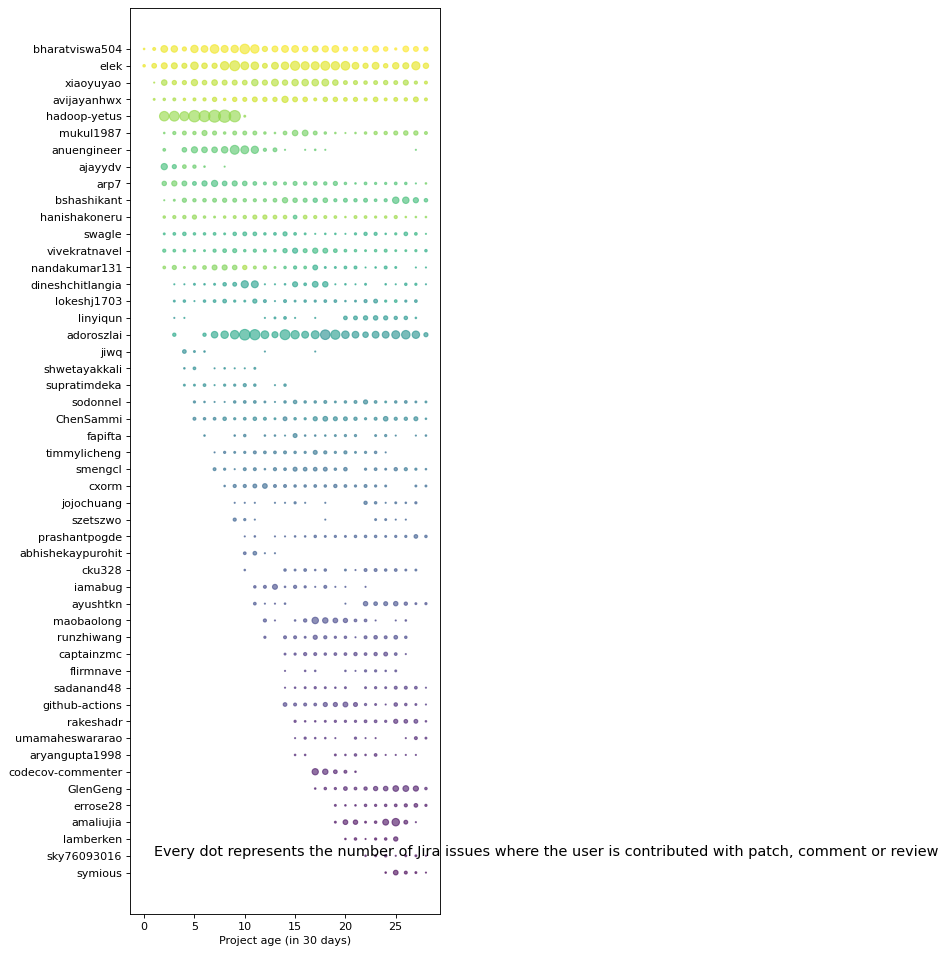 bharatviswa504
elek
xiaoyuyao
avijayanhwx
hadoop-yetus
mukul1987
anuengineer
ajayydv
arp7
bshashikant
hanishakoneru
swagle
vivekratnavel
nandakumar131
dineshchitlangia
lokeshj1703
linyiqun
adoroszlai
jiwq
shwetayakkali
supratimdeka
sodonnel
ChenSammi
fapifta
timmylicheng
smengcl
cxorm
jojochuang
szetszwo
prashantpogde
abhishekaypurohit
cku328
iamabug
ayushtkn
maobaolong
runzhiwang
captainzmc
flirmnave
sadanand48
github-actions
rakeshadr
umamaheswararao
aryangupta1998
codecov-commenter
GlenGeng
errose28
amaliujia
lamberken
Every dot represents the number of Jira issues where the user is contributed with patch, comment or review
sky76093016
symious
0 5 10 15 20 25
Project age (in 30 days)